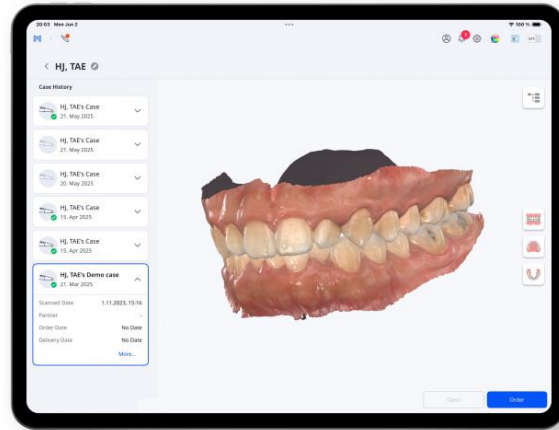 20:03 Mon Jun 2
100 %
HJ, TAE
Case History
HJ, TAE's Case
21. May 2025
HJ, TAE's Case
21. May 2025
HJ, TAE's Case
20. May 2025
HJ, TAE's Case
15. Apr 2025
HJ, TAE's Case
15. Apr 2025
HJ, TAE's Demo case
21. Mar 2025
Scanned Date 1.11.2023, 15:16
Partner -
Order Date No Date
Delivery Date No Date
More...
Open Order